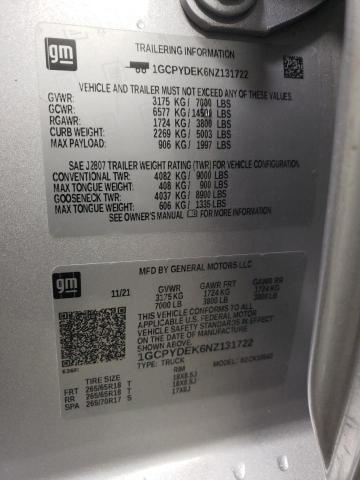 gm
TRAILERING INFORMATION
1GCPYDEK6NZ131722
VEHICLE AND TRAILER MUST NOT EXCEED ANY OF THESE WEIGHTS
GVWR: 3175 KG / 7000 LBS
GCWR: 6577 KG / 14500 LBS
RGAWR: 1724 KG / 3800 LBS
CURB WEIGHT: 2269 KG / 5003 LBS
MAX PAYLOAD: 906 KG / 1997 LBS
SAE J2807 TRAILER WEIGHT RATING (TWR) FOR VEHICLE CONFIGURATION.
CONVENTIONAL TWR: 4082 KG / 9000 LBS
MAX TONGUE WEIGHT: 408 KG / 900 LBS
GOOSENECK TWR: 4037 KG / 8900 LBS
MAX TONGUE WEIGHT: 606 KG / 1335 LBS
SEE OWNER'S MANUAL
gm
MFD BY GENERAL MOTORS LLC
11/21 GVWR GAWR FRT GAWR RR
3175 KG 1724 KG 1724 KG
7000 LB 3800 LB 3800 LB
THIS VEHICLE CONFORMS TO ALL APPLICABLE
U.S. FEDERAL MOTOR VEHICLE SAFETY
STANDARDS IN EFFECT ON THE
DATE OF MANUFACTURE SHOWN ABOVE.
1GCPYDEK6NZ131722
TYPE: TRUCK MODEL:
TIRE SIZE RIM
FRT 265/65R18 T 18X8.5J
RR 265/65R18 T 18X8.5J
SPA 265/70R17 S 17X8J